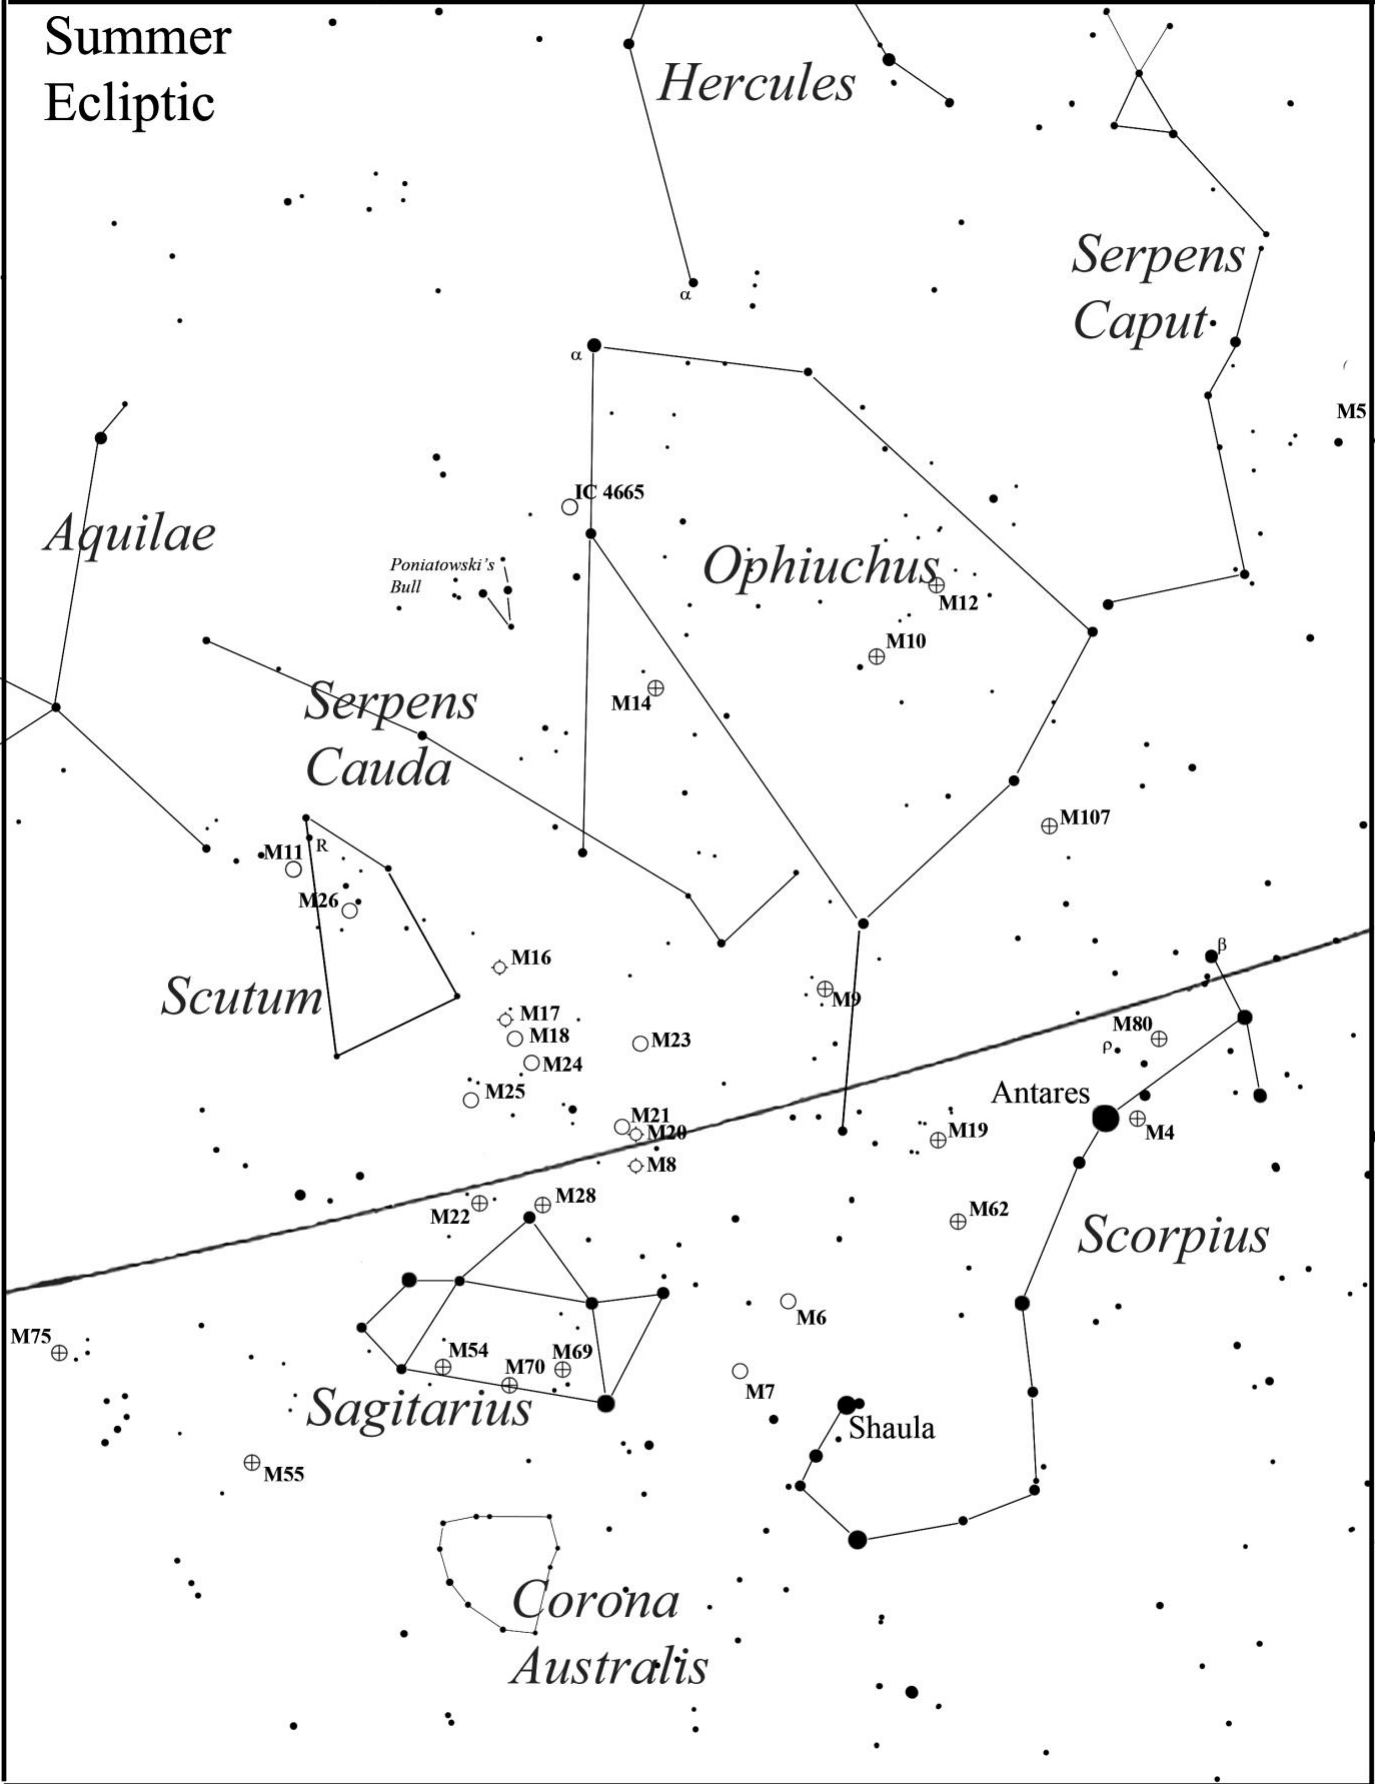 Summer
Ecliptic
Hercules
Serpens
Caput
α
α
M5
IC 4665
Aquilae
Poniatowski's
Bull
Ophiuchus
M12
M10
Serpens
Cauda
M14
M107
R
M11
M26
M16
β
Scutum
M9
M17
M18
M23
M80
ρ
M24
M25
Antares
M21
M20
M19
M4
M8
M22
M28
M62
Scorpius
M6
M75
M54
M69
M70
M7
Sagitarius
Shaula
M55
Corona
Australis